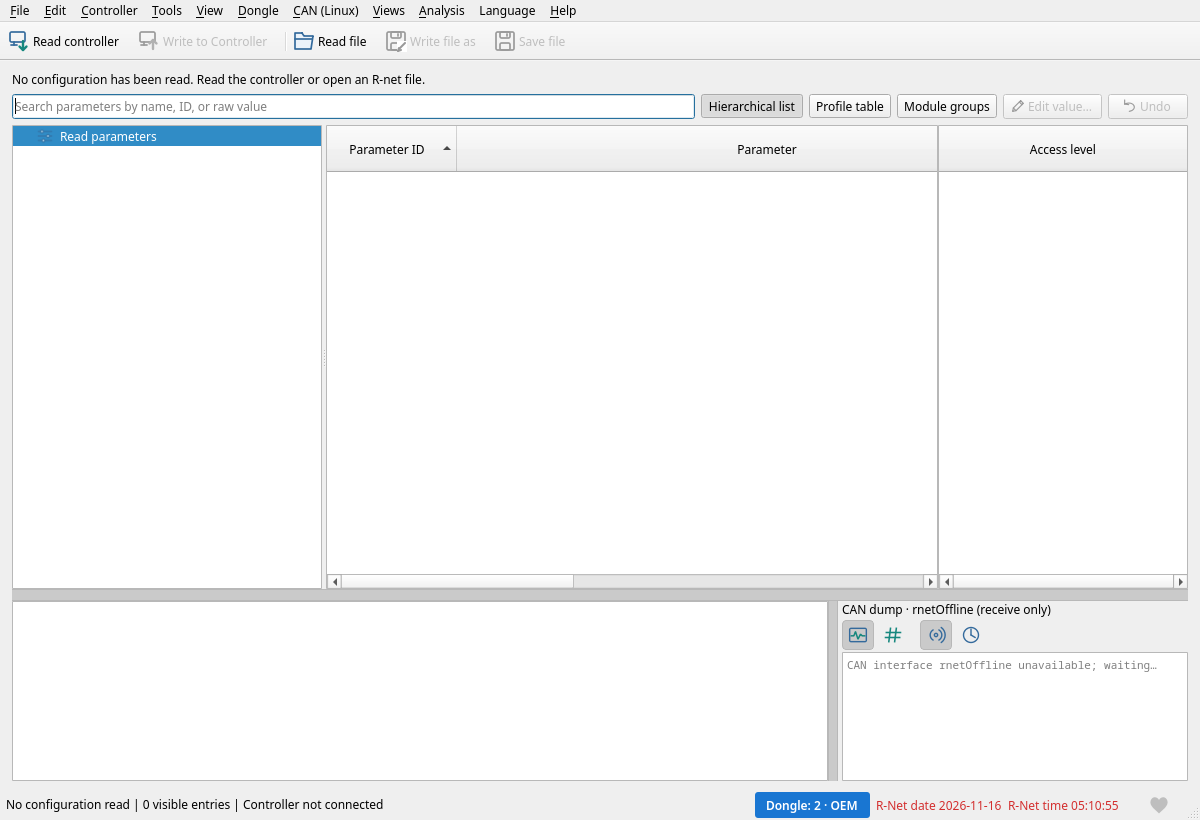 File Edit Controller Tools View Dongle CAN (Linux) Views Analysis Language Help
Read controller Write to Controller Read file Write file as Save file
No configuration has been read. Read the controller or open an R-net file.
Search parameters by name, ID, or raw value Hierarchical list Profile table Module groups Edit value... Undo
Read parameters
Parameter ID Parameter Access level
CAN dump · rnetOffline (receive only)
CAN interface rnetOffline unavailable; waiting…
No configuration read | 0 visible entries | Controller not connected
Dongle: 2 · OEM R-Net date 2026-11-16 R-Net time 05:10:55